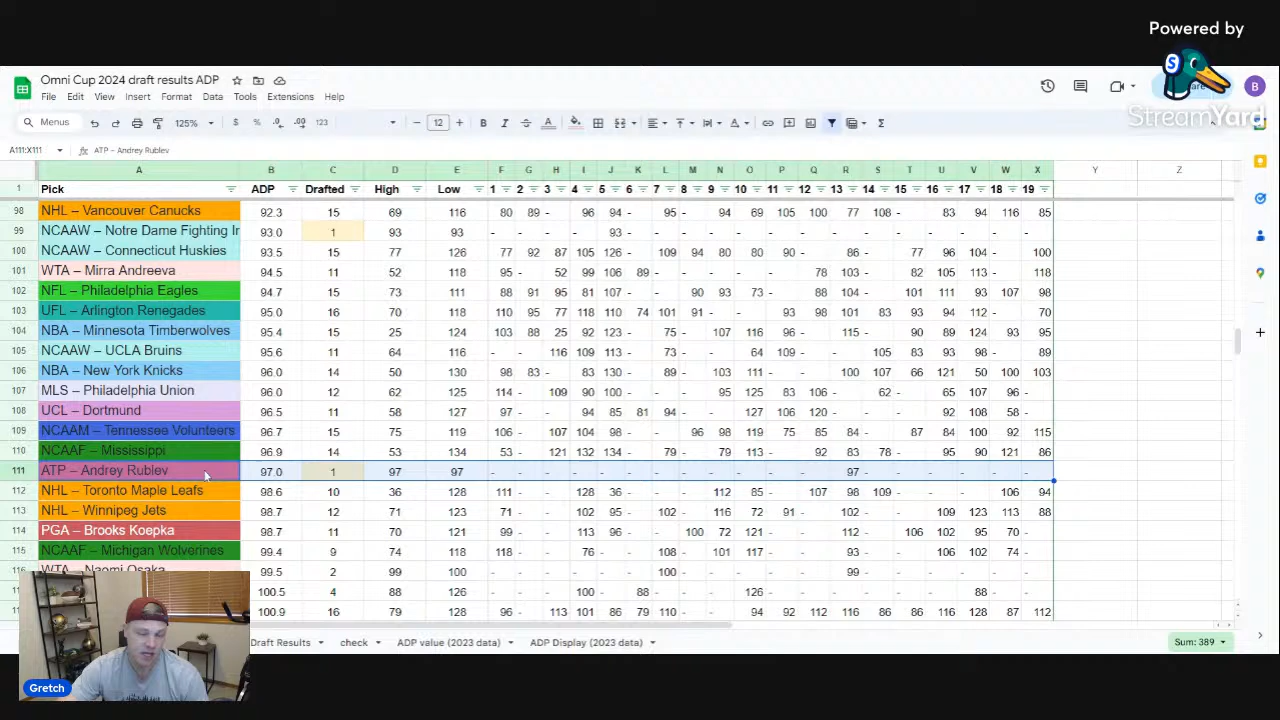 Powered by
StreamYard
Omni Cup 2024 draft results ADP
File Edit View Insert Format Data Tools Extensions Help
Menus 125% $ % .0 .00 123 12 B
A111:X111 ATP – Andrey Rublev
A B C D E F G H I J K L M N O P Q R S T U V W X Y Z
1 Pick ADP Drafted High Low 1 2 3 4 5 6 7 8 9 10 11 12 13 14 15 16 17 18 19
98 NHL – Vancouver Canucks 92.3 15 69 116 80 89 - 96 94 - 95 - 94 69 105 100 77 108 - 83 94 116 85
99 NCAAW – Notre Dame Fighting Ir 93.0 1 93 93 - - - - 93 - - - - - - - - - - - - - -
100 NCAAW – Connecticut Huskies 93.5 15 77 126 77 92 87 105 126 - 109 94 80 80 90 - 86 - 77 96 104 - 100
101 WTA – Mirra Andreeva 94.5 11 52 118 95 - 52 99 106 89 - - - - - 78 103 - 82 105 113 - 118
102 NFL – Philadelphia Eagles 94.7 15 73 111 88 91 95 81 107 - - 90 93 73 - 88 104 - 101 111 93 107 98
103 UFL – Arlington Renegades 95.0 16 70 118 110 95 77 118 110 74 101 91 - - 93 98 101 83 93 94 112 - 70
104 NBA – Minnesota Timberwolves 95.4 15 25 124 103 88 25 92 123 - 75 - 107 116 96 - 115 - 90 89 124 93 95
105 NCAAW – UCLA Bruins 95.6 11 64 116 - - 116 109 113 - 73 - - 64 109 - - 105 83 93 98 - 89
106 NBA – New York Knicks 96.0 14 50 130 98 83 - 83 130 - 89 - 103 111 - - 100 107 66 121 50 100 103
107 MLS – Philadelphia Union 96.0 12 62 125 114 - 109 90 100 - - - 95 125 83 106 - 62 - 65 107 96 -
108 UCL – Dortmund 96.5 11 58 127 97 - - 94 85 81 94 - - 127 106 120 - - - 92 108 58 -
109 NCAAM – Tennessee Volunteers 96.7 15 75 119 106 - 107 104 98 - - 96 98 119 75 85 84 - 87 84 100 92 115
110 NCAAF – Mississippi 96.9 14 53 134 53 - 121 132 134 - 79 - 79 113 - 92 83 78 - 95 90 121 86
111 ATP – Andrey Rublev 97.0 1 97 97 - - - - - - - - - - - - 97 - - - - - -
112 NHL – Toronto Maple Leafs 98.6 10 36 128 111 - - 128 36 - - - 112 85 - 107 98 109 - - - 106 94
113 NHL – Winnipeg Jets 98.7 12 71 123 71 - - 102 95 - 102 - 116 72 91 - 102 - - 109 123 113 88
114 PGA – Brooks Koepka 98.7 11 70 121 99 - - 113 96 - - 100 72 121 - - 112 - 106 102 95 70 -
115 NCAAF – Michigan Wolverines 99.4 9 74 118 118 - - 76 - - 108 - 101 117 - - 93 - - 106 102 74 -
WTA – Naomi Osaka 99.5 2 99 100 - - - - - - 100 - - - - - 99 - - - - - -
100.5 4 88 126 - - - 100 - 88 - - - 126 - - - - - - 88 - -
100.9 16 79 128 96 - 113 101 86 79 110 - - 94 92 112 116 86 86 116 128 87 112
Draft Results check ADP value (2023 data) ADP Display (2023 data) Sum: 389
Gretch